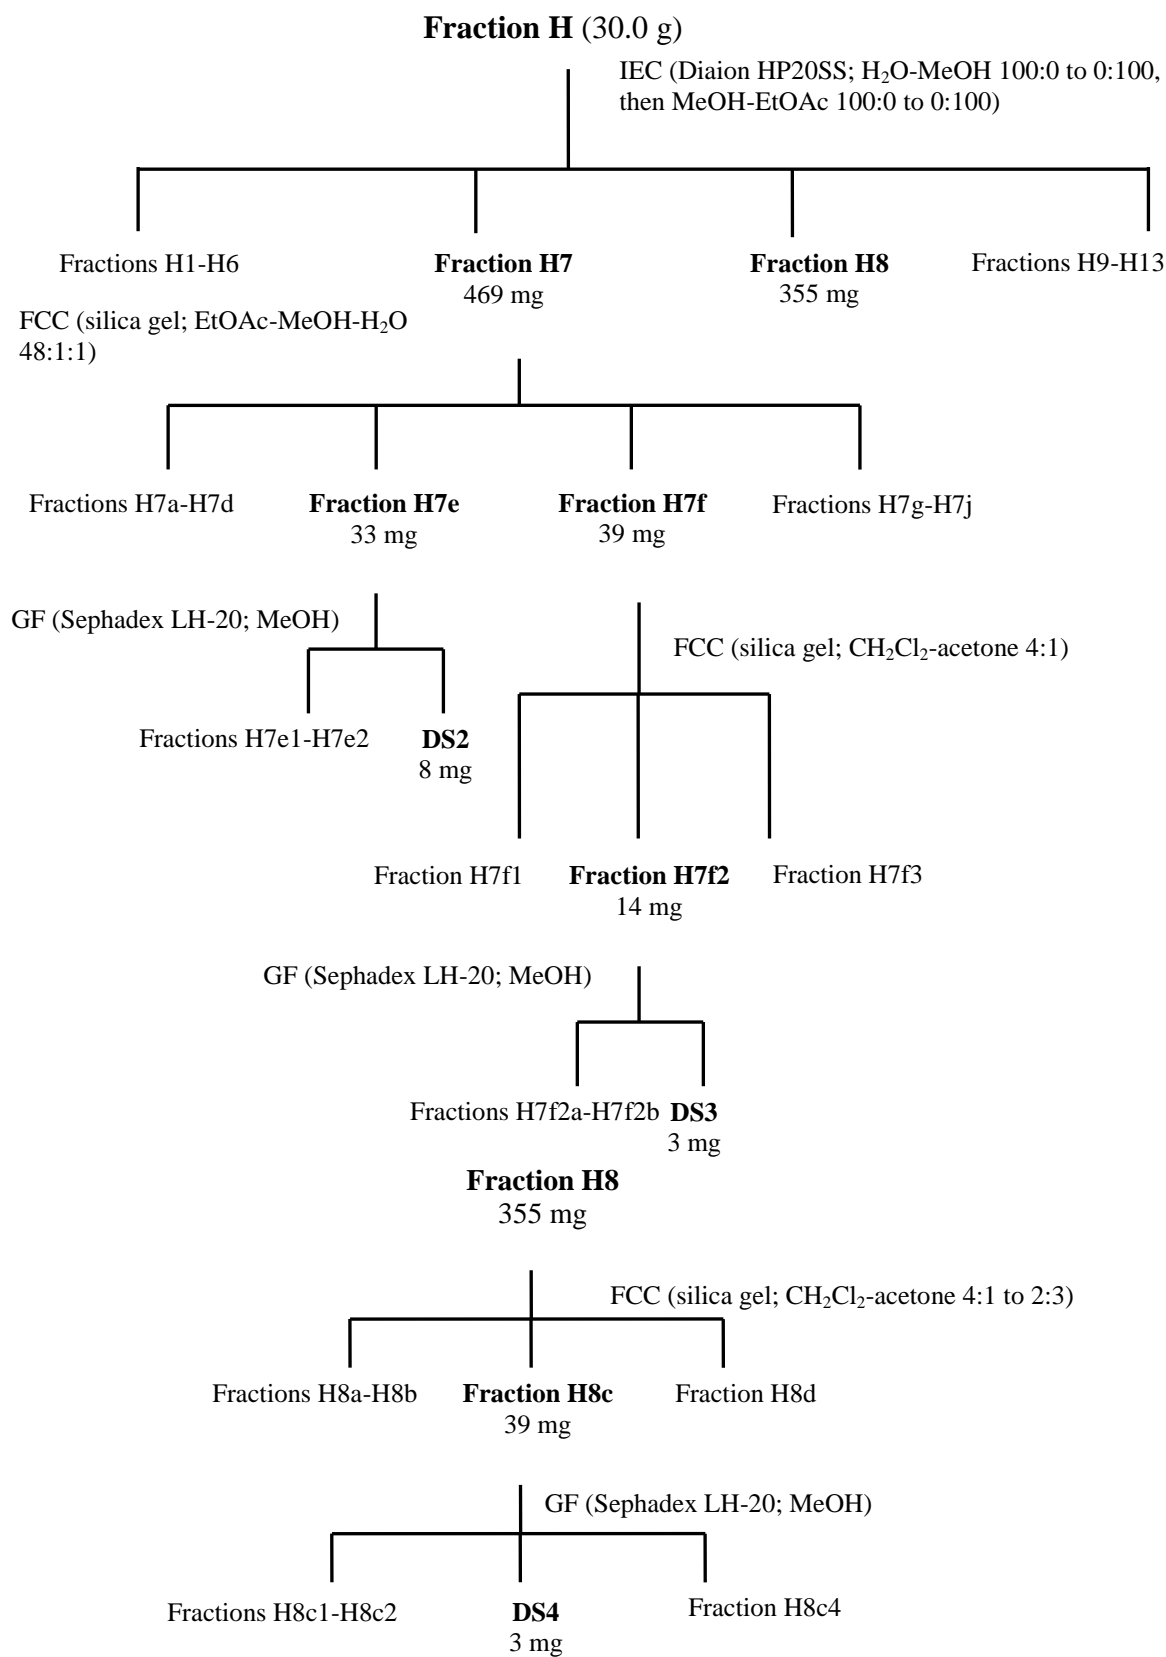 Fraction H (30.0 g)
IEC (Diaion HP20SS; H₂O-MeOH 100:0 to 0:100,
then MeOH-EtOAc 100:0 to 0:100)
Fractions H1-H6
Fraction H7
469 mg
Fraction H8
355 mg
Fractions H9-H13
FCC (silica gel; EtOAc-MeOH-H₂O
48:1:1)
Fractions H7a-H7d
Fraction H7e
33 mg
Fraction H7f
39 mg
Fractions H7g-H7j
GF (Sephadex LH-20; MeOH)
FCC (silica gel; CH₂Cl₂-acetone 4:1)
Fractions H7e1-H7e2
DS2
8 mg
Fraction H7f1
Fraction H7f2
14 mg
Fraction H7f3
GF (Sephadex LH-20; MeOH)
Fractions H7f2a-H7f2b
DS3
3 mg
Fraction H8
355 mg
FCC (silica gel; CH₂Cl₂-acetone 4:1 to 2:3)
Fractions H8a-H8b
Fraction H8c
39 mg
Fraction H8d
GF (Sephadex LH-20; MeOH)
Fractions H8c1-H8c2
DS4
3 mg
Fraction H8c4